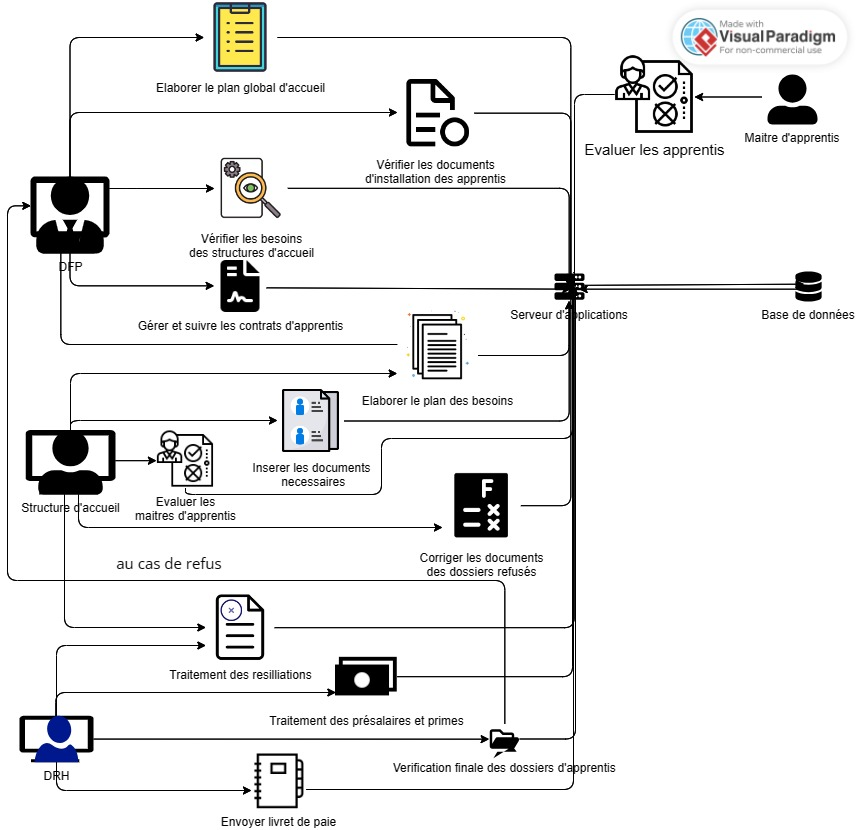 Made with
VisualParadigm
For non-commercial use
Elaborer le plan global d'accueil
Maitre d'apprentis
Evaluer les apprentis
Vérifier les documents
d'installation des apprentis
Vérifier les besoins
des structures d'accueil
DFP
Serveur d'applications
Base de données
Gérer et suivre les contrats d'apprentis
Elaborer le plan des besoins
Inserer les documents
necessaires
Structure d'accueil
Evaluer les
maitres d'apprentis
F
Corriger les documents
des dossiers refusés
au cas de refus
Traitement des resilliations
Traitement des présalaires et primes
Verification finale des dossiers d'apprentis
DRH
Envoyer livret de paie